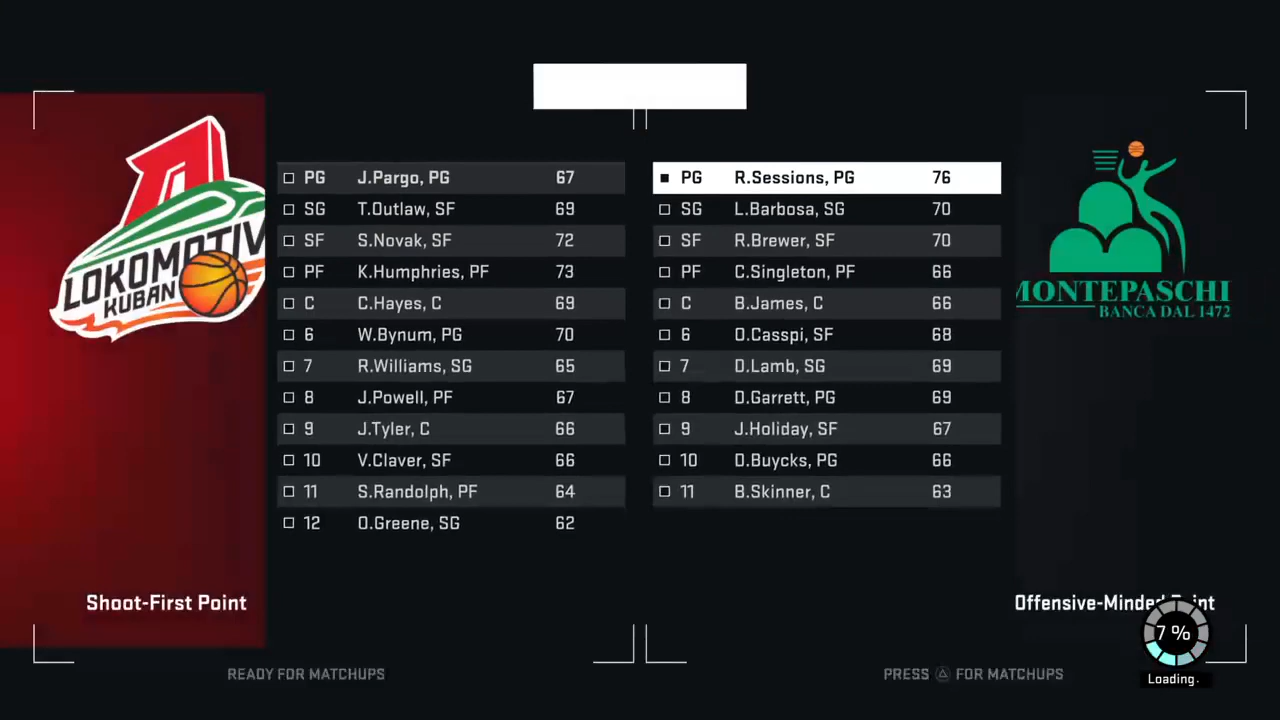 LOKOMOTIV
KUBAN
PG J.Pargo, PG 67
SG T.Outlaw, SF 69
SF S.Novak, SF 72
PF K.Humphries, PF 73
C C.Hayes, C 69
6 W.Bynum, PG 70
7 R.Williams, SG 65
8 J.Powell, PF 67
9 J.Tyler, C 66
10 V.Claver, SF 66
11 S.Randolph, PF 64
12 O.Greene, SG 62
Shoot-First Point
READY FOR MATCHUPS
PG R.Sessions, PG 76
SG L.Barbosa, SG 70
SF R.Brewer, SF 70
PF C.Singleton, PF 66
C B.James, C 66
6 O.Casspi, SF 68
7 D.Lamb, SG 69
8 D.Garrett, PG 69
9 J.Holiday, SF 67
10 D.Buycks, PG 66
11 B.Skinner, C 63
MONTEPASCHI
BANCA DAL 1472
Offensive-Minded Point
7 %
Loading.
PRESS FOR MATCHUPS